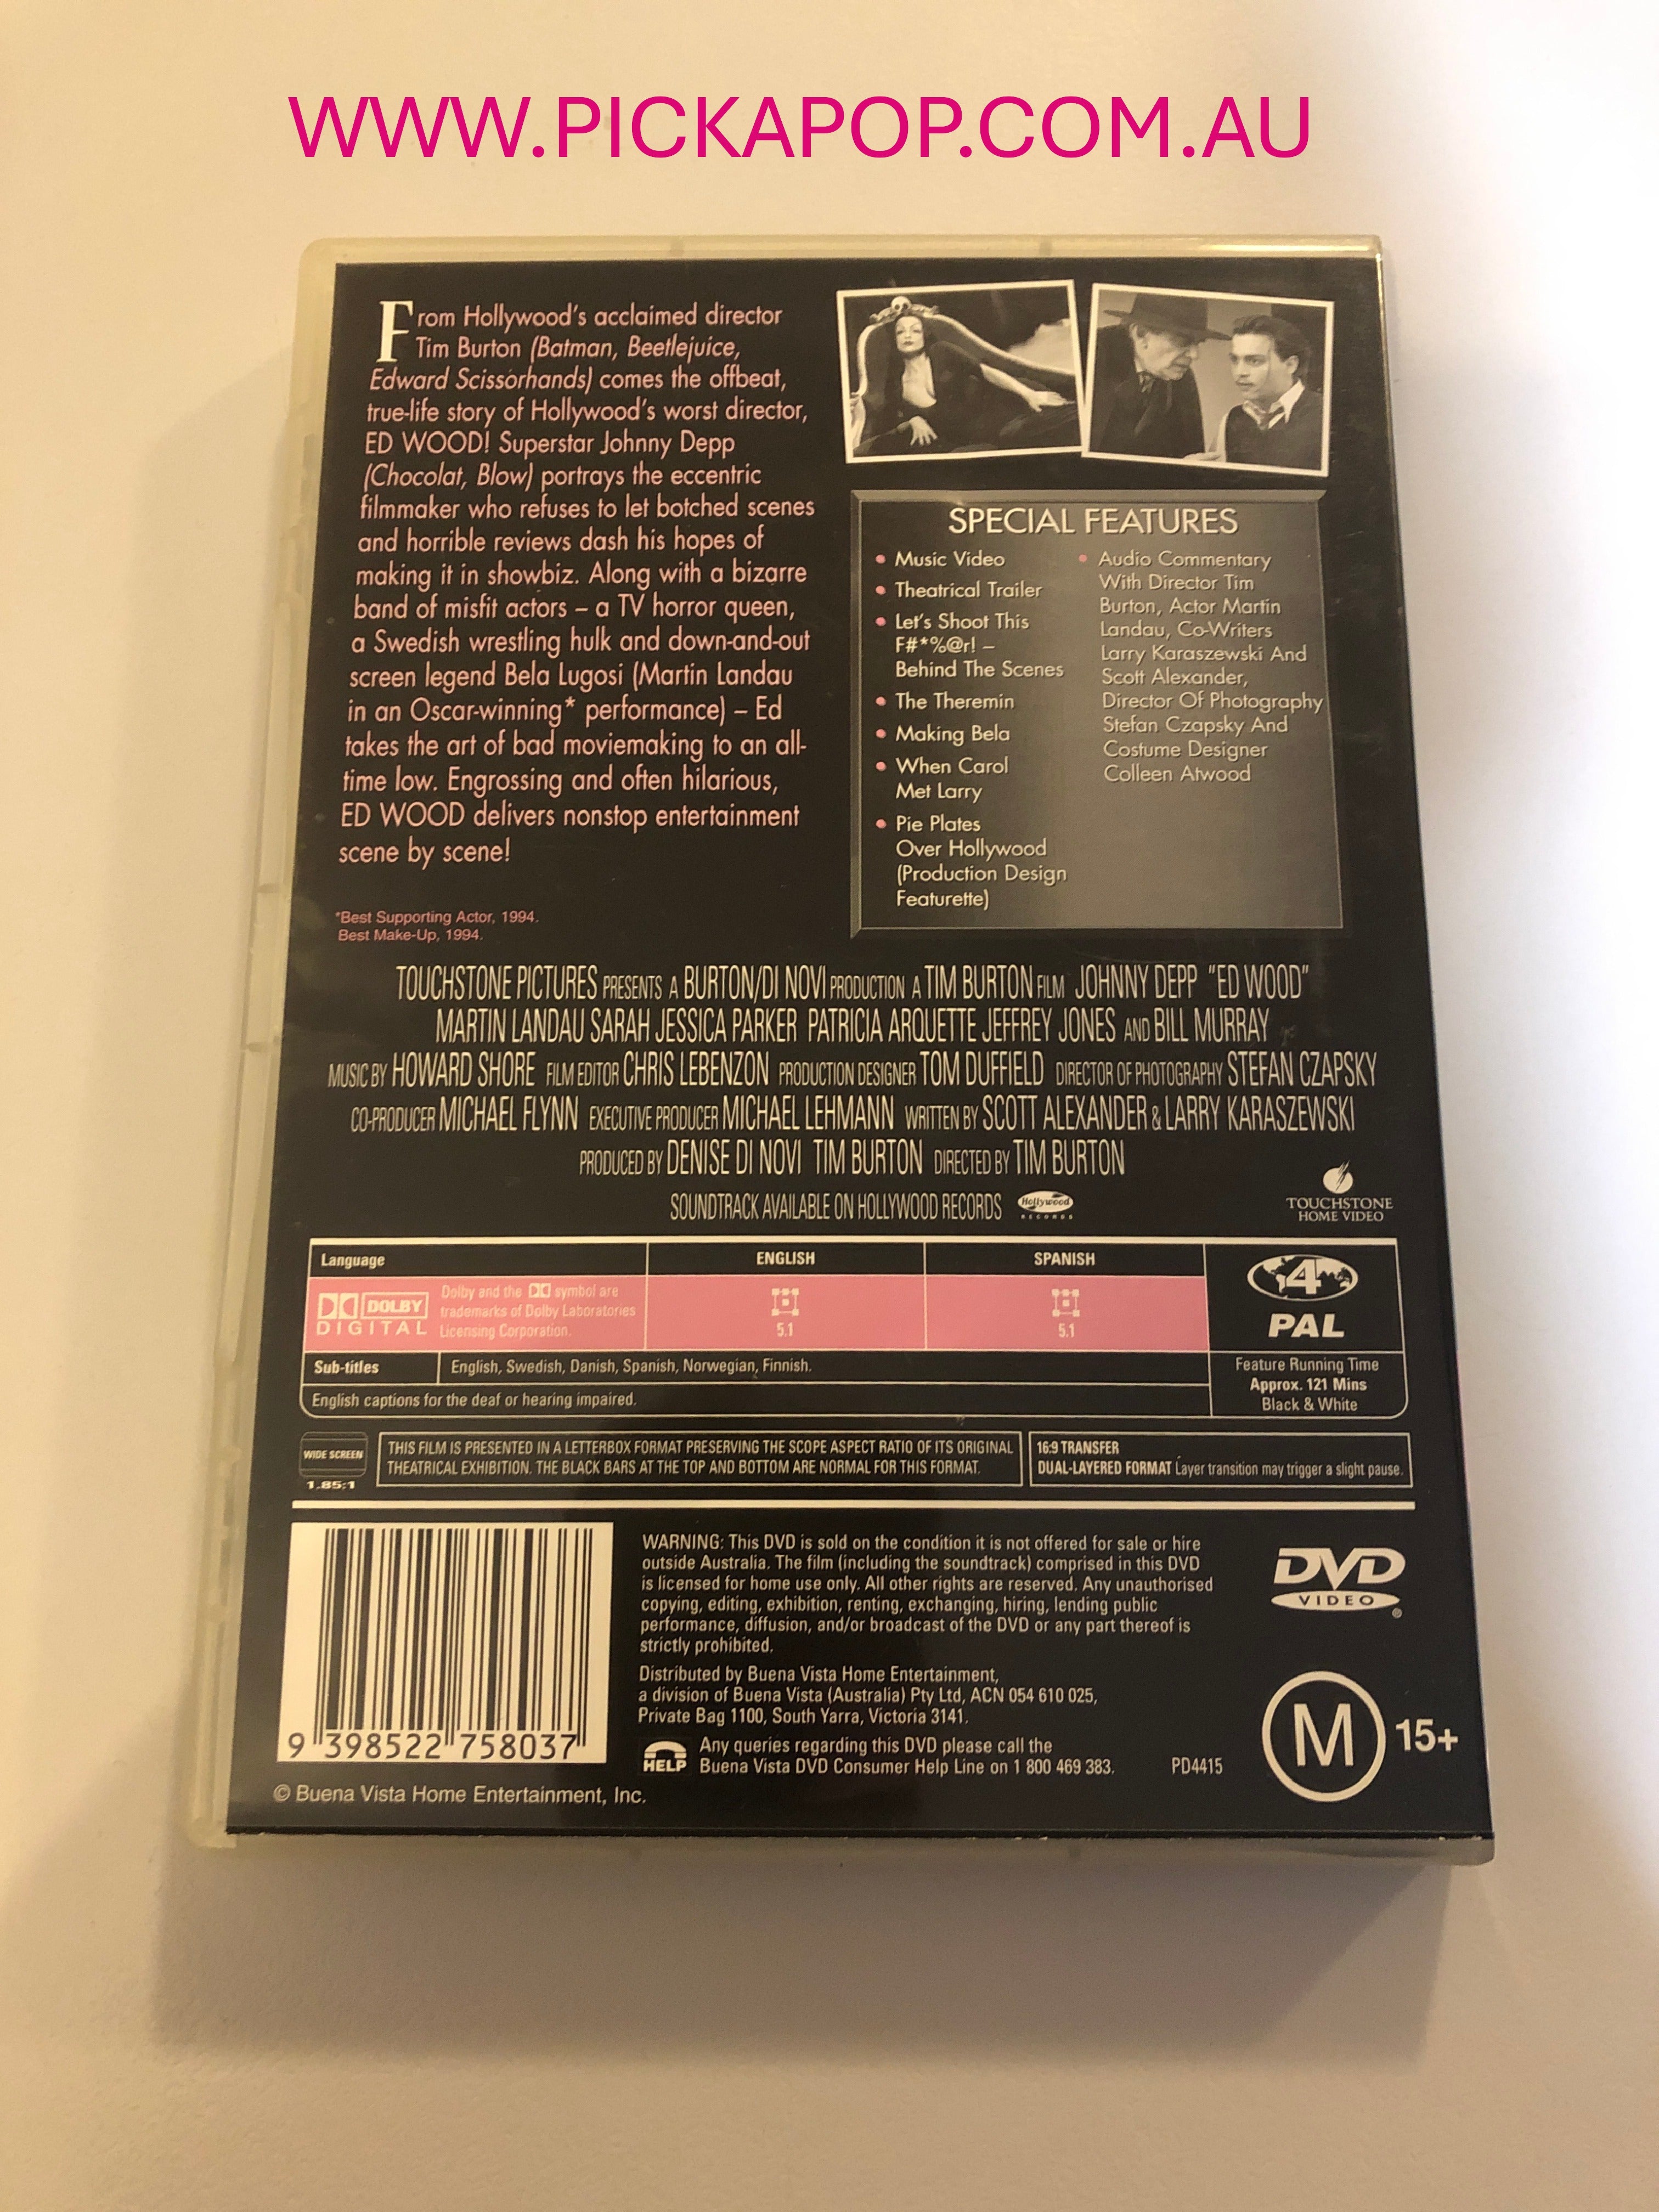 WWW.PICKAPOP.COM.AU
From Hollywood's acclaimed director
Tim Burton (Batman, Beetlejuice,
Edward Scissorhands) comes the offbeat,
true-life story of Hollywood's worst director,
ED WOOD! Superstar Johnny Depp
(Chocolat, Blow) portrays the eccentric
filmmaker who refuses to let botched scenes
and horrible reviews dash his hopes of
making it in showbiz. Along with a bizarre
band of misfit actors – a TV horror queen,
a Swedish wrestling hulk and down-and-out
screen legend Bela Lugosi (Martin Landau
in an Oscar-winning* performance) – Ed
takes the art of bad moviemaking to an all-
time low. Engrossing and often hilarious,
ED WOOD delivers nonstop entertainment
scene by scene!
*Best Supporting Actor, 1994.
Best Make-Up, 1994.
SPECIAL FEATURES
• Music Video
• Theatrical Trailer
• Let's Shoot This
F#*%@r! –
Behind The Scenes
• The Theremin
• Making Bela
• When Carol
Met Larry
• Pie Plates
Over Hollywood
(Production Design
Featurette)
• Audio Commentary
With Director Tim
Burton, Actor Martin
Landau, Co-Writers
Larry Karaszewski And
Scott Alexander,
Director Of Photography
Stefan Czapsky And
Costume Designer
Colleen Atwood
TOUCHSTONE PICTURES PRESENTS A BURTON/DI NOVI PRODUCTION A TIM BURTON FILM JOHNNY DEPP "ED WOOD"
MARTIN LANDAU SARAH JESSICA PARKER PATRICIA ARQUETTE JEFFREY JONES AND BILL MURRAY
MUSIC BY HOWARD SHORE FILM EDITOR CHRIS LEBENZON PRODUCTION DESIGNER TOM DUFFIELD DIRECTOR OF PHOTOGRAPHY STEFAN CZAPSKY
CO-PRODUCER MICHAEL FLYNN EXECUTIVE PRODUCER MICHAEL LEHMANN WRITTEN BY SCOTT ALEXANDER & LARRY KARASZEWSKI
PRODUCED BY DENISE DI NOVI TIM BURTON DIRECTED BY TIM BURTON
SOUNDTRACK AVAILABLE ON HOLLYWOOD RECORDS
Hollywood
RECORDS
TOUCHSTONE
HOME VIDEO
Language
ENGLISH
SPANISH
DOLBY
DIGITAL
Dolby and the symbol are
trademarks of Dolby Laboratories
Licensing Corporation.
5.1
5.1
4
PAL
Sub-titles
English, Swedish, Danish, Spanish, Norwegian, Finnish.
English captions for the deaf or hearing impaired.
Feature Running Time
Approx. 121 Mins
Black & White
WIDE SCREEN
1.85:1
THIS FILM IS PRESENTED IN A LETTERBOX FORMAT PRESERVING THE SCOPE ASPECT RATIO OF ITS ORIGINAL
THEATRICAL EXHIBITION. THE BLACK BARS AT THE TOP AND BOTTOM ARE NORMAL FOR THIS FORMAT.
16:9 TRANSFER
DUAL-LAYERED FORMAT Layer transition may trigger a slight pause.
9 398522 758037
WARNING: This DVD is sold on the condition it is not offered for sale or hire
outside Australia. The film (including the soundtrack) comprised in this DVD
is licensed for home use only. All other rights are reserved. Any unauthorised
copying, editing, exhibition, renting, exchanging, hiring, lending public
performance, diffusion, and/or broadcast of the DVD or any part thereof is
strictly prohibited.
Distributed by Buena Vista Home Entertainment,
a division of Buena Vista (Australia) Pty Ltd, ACN 054 610 025,
Private Bag 1100, South Yarra, Victoria 3141.
HELP
Any queries regarding this DVD please call the
Buena Vista DVD Consumer Help Line on 1 800 469 383.
PD4415
DVD
VIDEO
®
M 15+
© Buena Vista Home Entertainment, Inc.